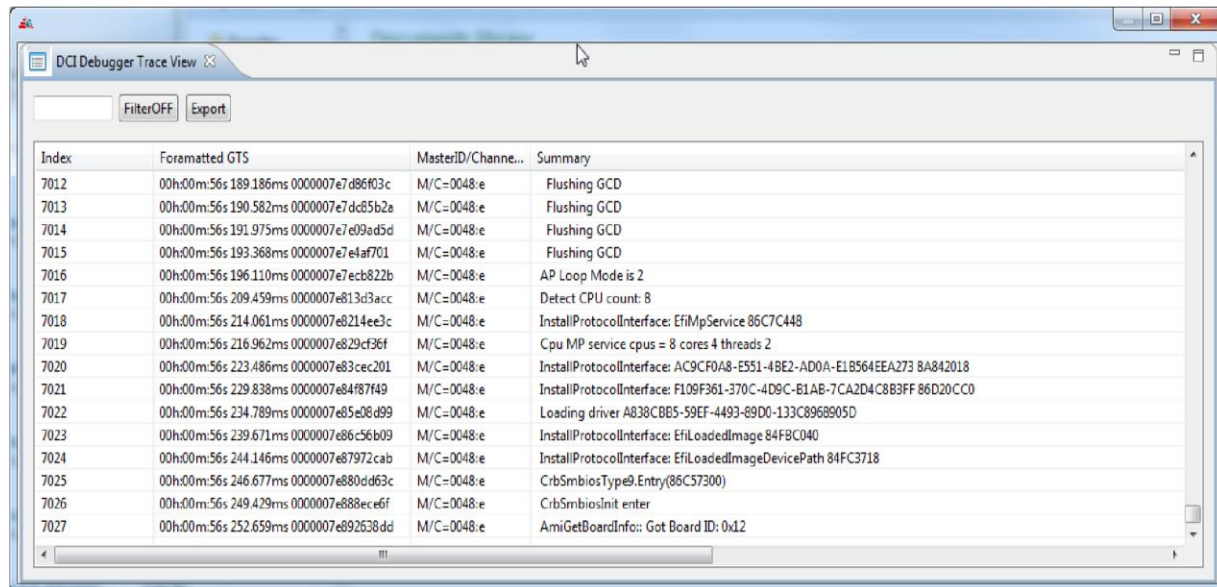 DCI Debugger Trace View
FilterOFF Export
Index Foramatted GTS MasterID/Channe... Summary
7012 00h:00m:56s 189.186ms 0000007e7d86f03c M/C=0048:e Flushing GCD
7013 00h:00m:56s 190.582ms 0000007e7dc85b2a M/C=0048:e Flushing GCD
7014 00h:00m:56s 191.975ms 0000007e7e09ad5d M/C=0048:e Flushing GCD
7015 00h:00m:56s 193.368ms 0000007e7e4af701 M/C=0048:e Flushing GCD
7016 00h:00m:56s 196.110ms 0000007e7ecb822b M/C=0048:e AP Loop Mode is 2
7017 00h:00m:56s 209.459ms 0000007e813d3acc M/C=0048:e Detect CPU count: 8
7018 00h:00m:56s 214.061ms 0000007e8214ee3c M/C=0048:e InstallProtocolInterface: EfiMpService 86C7C448
7019 00h:00m:56s 216.962ms 0000007e829cf36f M/C=0048:e Cpu MP service cpus = 8 cores 4 threads 2
7020 00h:00m:56s 223.486ms 0000007e83cec201 M/C=0048:e InstallProtocolInterface: AC9CF0A8-E551-4BE2-AD0A-E1B564EEA273 8A842018
7021 00h:00m:56s 229.838ms 0000007e84f87f49 M/C=0048:e InstallProtocolInterface: F109F361-370C-4D9C-B1AB-7CA2D4C8B3FF 86D20CC0
7022 00h:00m:56s 234.789ms 0000007e85e08d99 M/C=0048:e Loading driver A838CBB5-59EF-4493-89D0-133C8968905D
7023 00h:00m:56s 239.671ms 0000007e86c56b09 M/C=0048:e InstallProtocolInterface: EfiLoadedImage 84FBC040
7024 00h:00m:56s 244.146ms 0000007e87972cab M/C=0048:e InstallProtocolInterface: EfiLoadedImageDevicePath 84FC3718
7025 00h:00m:56s 246.677ms 0000007e880dd63c M/C=0048:e CrbSmbiosType9.Entry(86C57300)
7026 00h:00m:56s 249.429ms 0000007e888ece6f M/C=0048:e CrbSmbiosInit enter
7027 00h:00m:56s 252.659ms 0000007e892638dd M/C=0048:e AmiGetBoardInfo:: Got Board ID: 0x12